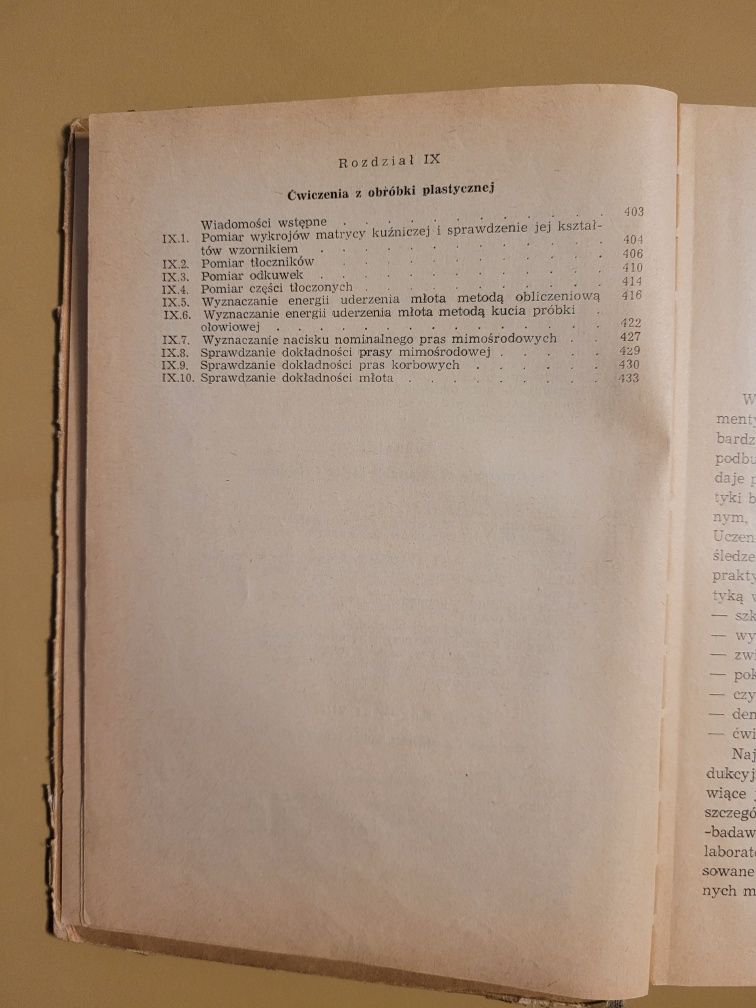 Rozdział IX
Ćwiczenia z obróbki plastycznej
Wiadomości wstępne . . . . . . . . . . . 403
IX.1. Pomiar wykrojów matrycy kuźniczej i sprawdzenie jej kształ-
tów wzornikiem . . . . . . . . . . . 404
IX.2. Pomiar tłoczników . . . . . . . . . . . 406
IX.3. Pomiar odkuwek . . . . . . . . . . . 410
IX.4. Pomiar części tłoczonych . . . . . . . . . . 414
IX.5. Wyznaczanie energii uderzenia młota metodą obliczeniową 416
IX.6. Wyznaczanie energii uderzenia młota metodą kucia próbki .
ołowiowej . . . . . . . . . . . . 422
IX.7. Wyznaczanie nacisku nominalnego pras mimośrodowych . . 427
IX.8. Sprawdzanie dokładności prasy mimośrodowej . . . . . 429
IX.9. Sprawdzanie dokładności pras korbowych . . . . . 430
IX.10. Sprawdzanie dokładności młota . . . . . . . . 433
W
menty
bardz
podbu
daje p
tyki b
nym,
Uczen
śledze
prakty
tyką w
— szk
— wy
— zwi
— pok
— czy
— den
— ćwi
Naj
dukcyj
wiące
szczegó
-badaw
laborato
sowane
nych m